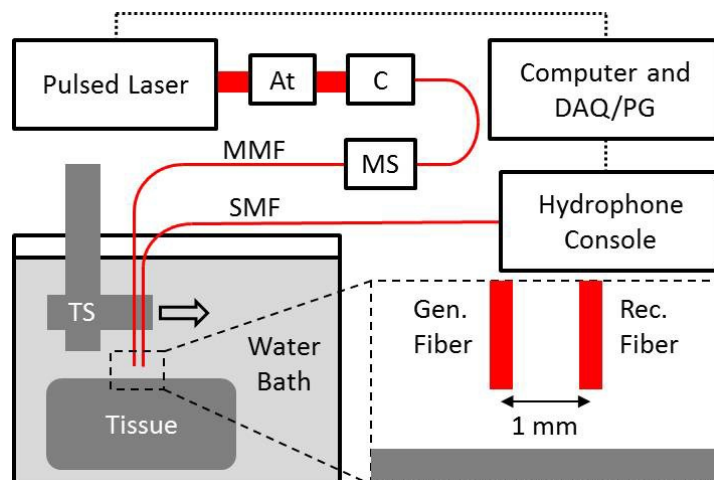 Pulsed Laser
At
C
Computer and
DAQ/PG
MMF
MS
SMF
Hydrophone
Console
TS
Water
Bath
Tissue
Gen.
Fiber
Rec.
Fiber
1 mm